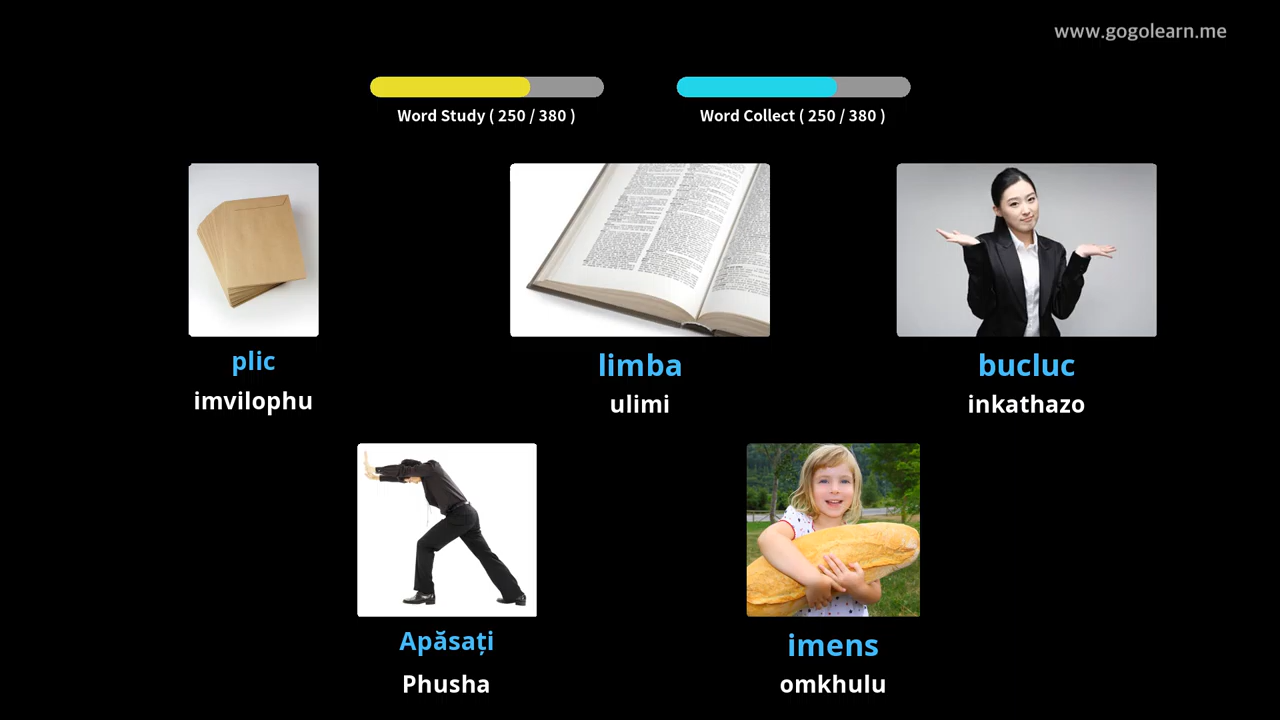 www.gogolearn.me
Word Study ( 250 / 380 )
Word Collect ( 250 / 380 )
plic
imvilophu
limba
ulimi
bucluc
inkathazo
Apăsați
Phusha
imens
omkhulu